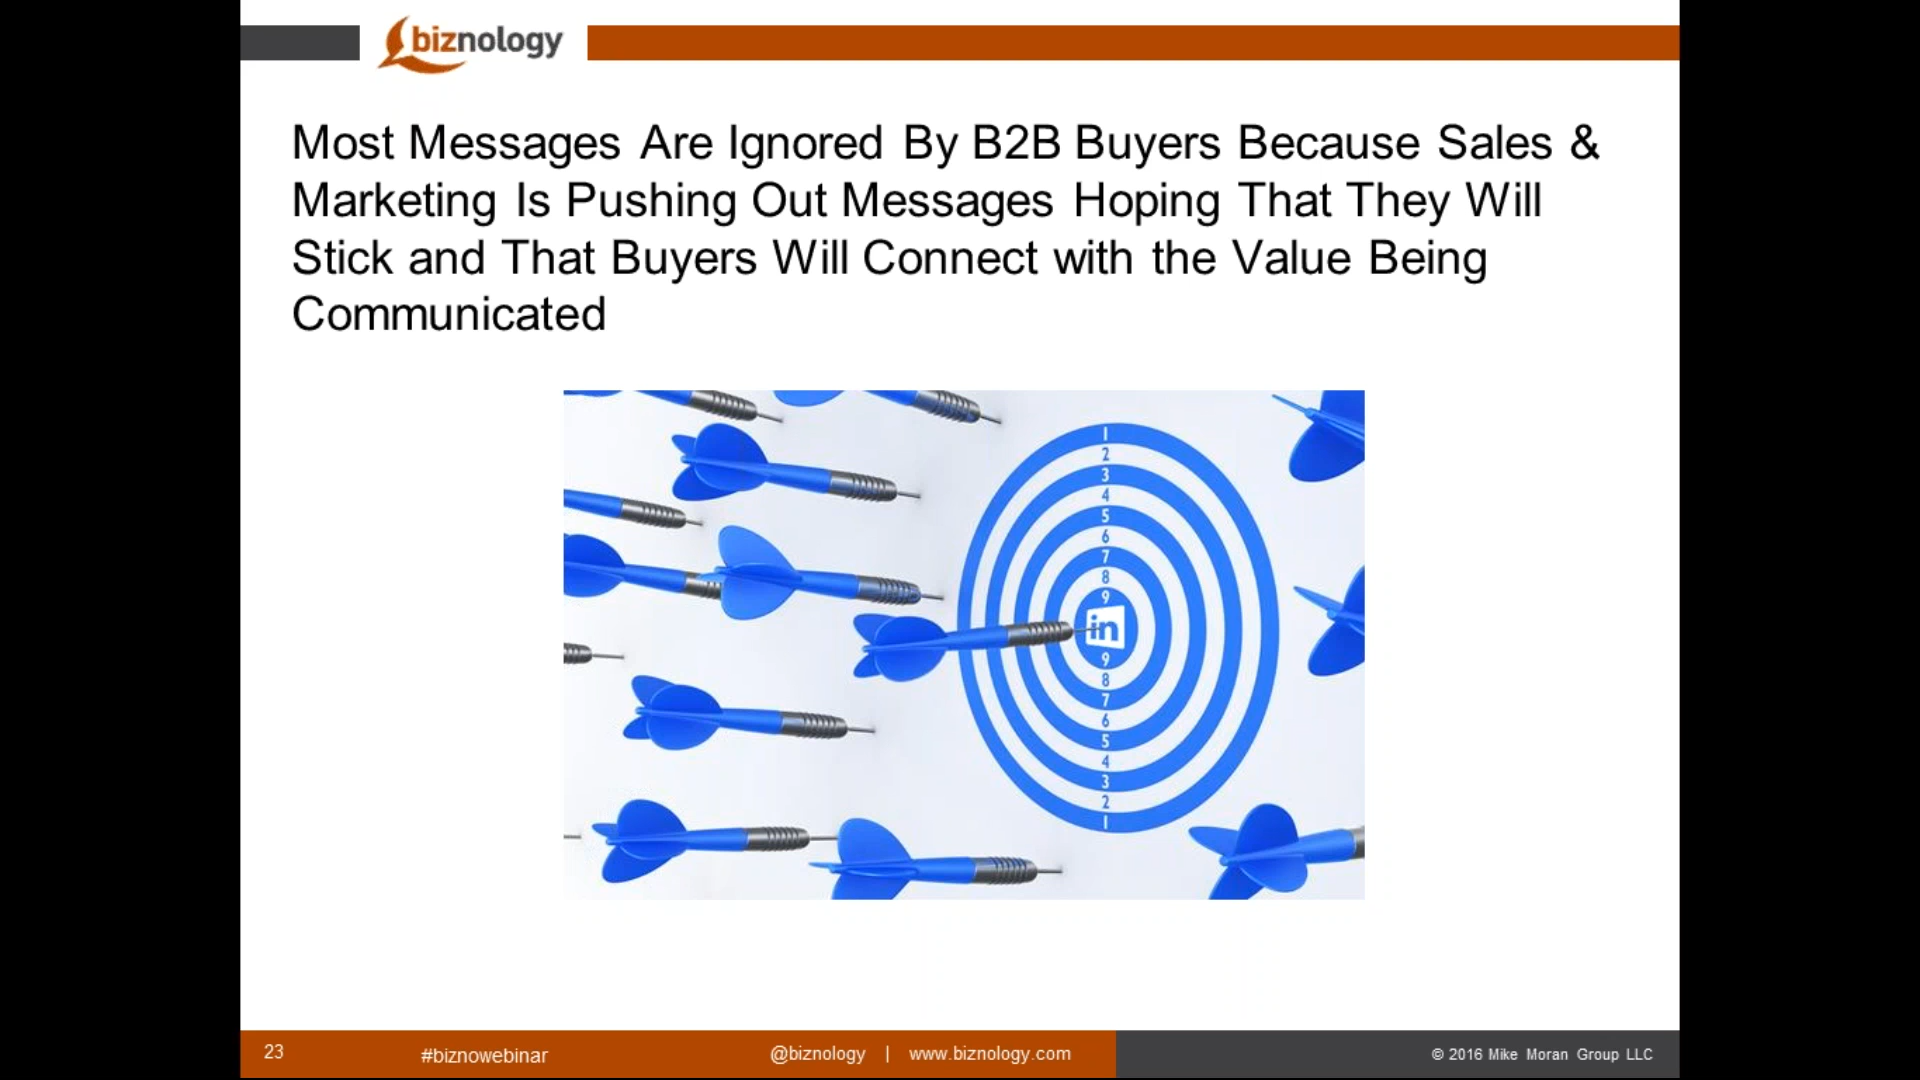 biznology
Most Messages Are Ignored By B2B Buyers Because Sales &
Marketing Is Pushing Out Messages Hoping That They Will
Stick and That Buyers Will Connect with the Value Being
Communicated
1
2
3
4
5
6
7
8
9
in
9
8
7
6
5
4
3
2
1
23
#biznowebinar
@biznology | www.biznology.com
© 2016 Mike Moran Group LLC